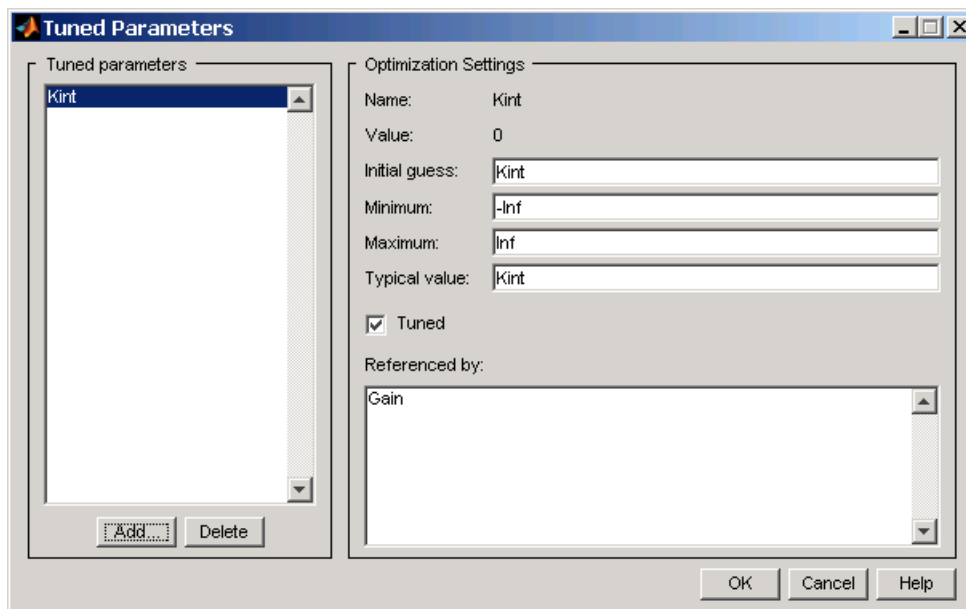 Tuned Parameters
Tuned parameters
Kint
Add...
Delete
Optimization Settings
Name: Kint
Value: 0
Initial guess: Kint
Minimum: -Inf
Maximum: Inf
Typical value: Kint
Tuned
Referenced by:
Gain
OK Cancel Help